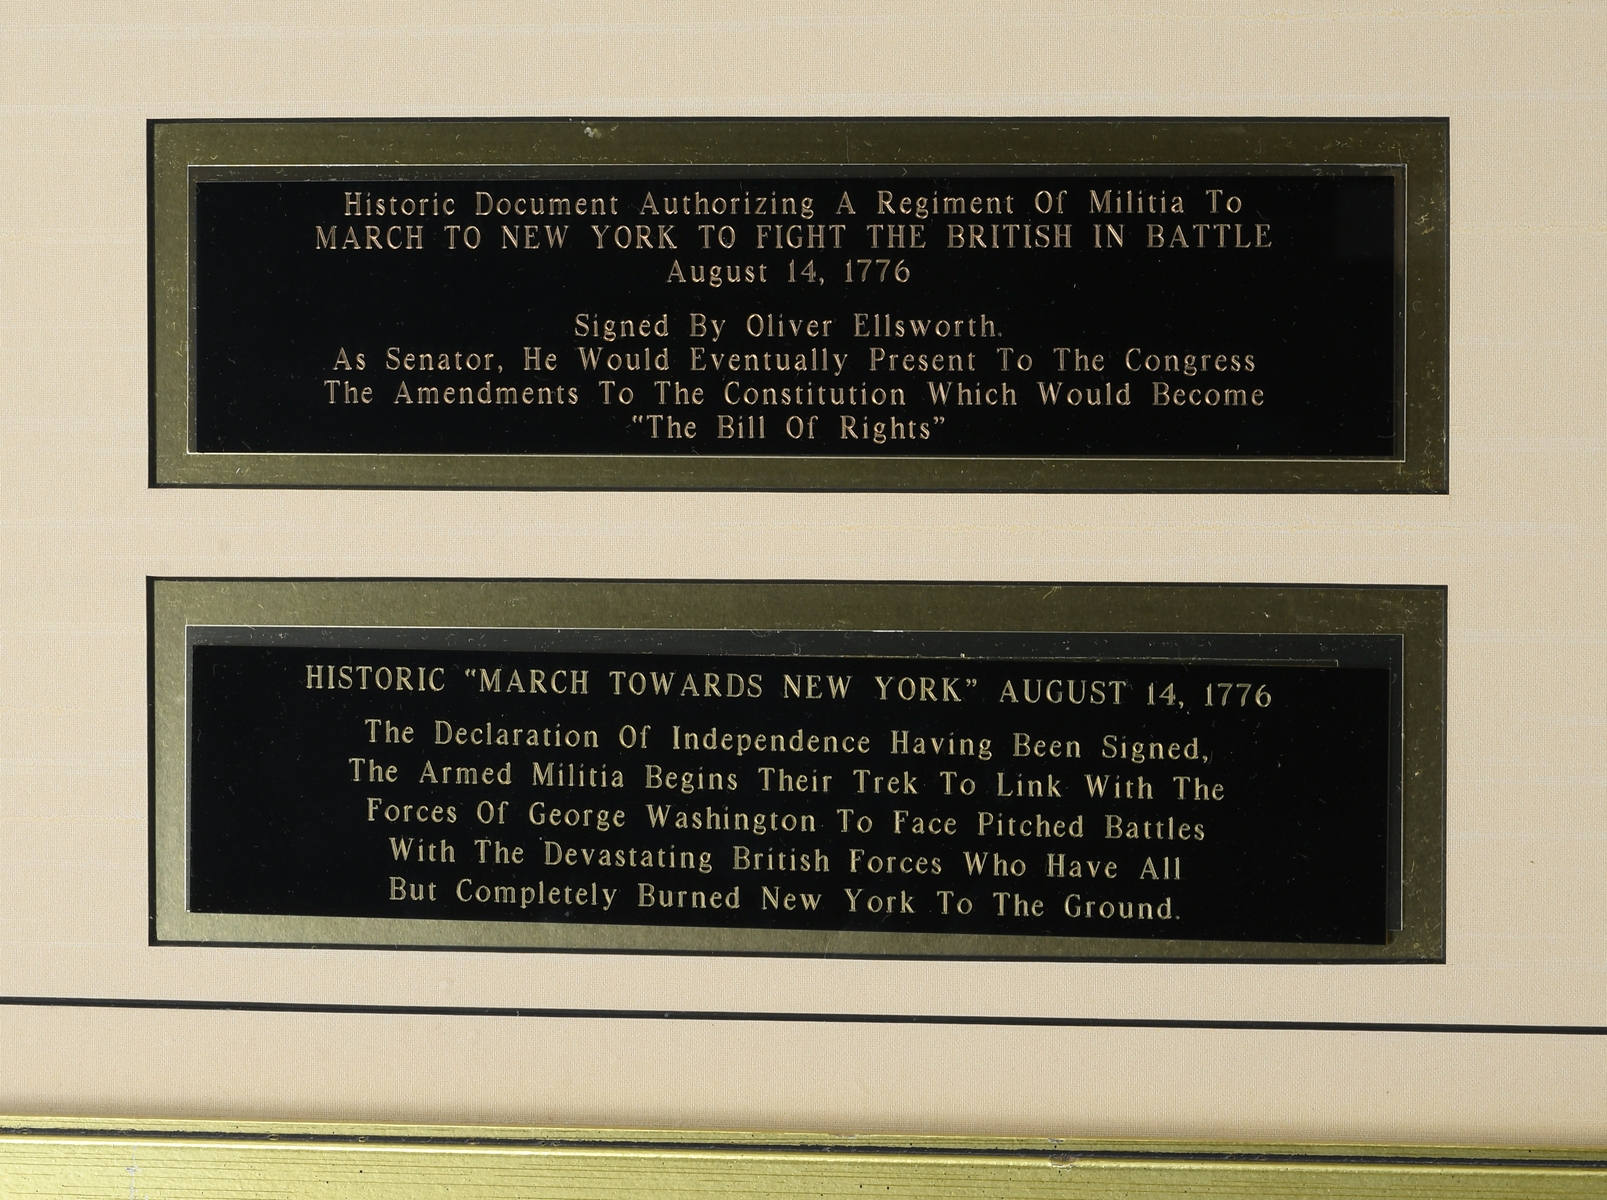 Historic Document Authorizing A Regiment Of Militia To
MARCH TO NEW YORK TO FIGHT THE BRITISH IN BATTLE
August 14, 1776
Signed By Oliver Ellsworth.
As Senator, He Would Eventually Present To The Congress
The Amendments To The Constitution Which Would Become
“The Bill Of Rights”
HISTORIC “MARCH TOWARDS NEW YORK” AUGUST 14, 1776
The Declaration Of Independence Having Been Signed,
The Armed Militia Begins Their Trek To Link With The
Forces Of George Washington To Face Pitched Battles
With The Devastating British Forces Who Have All
But Completely Burned New York To The Ground.